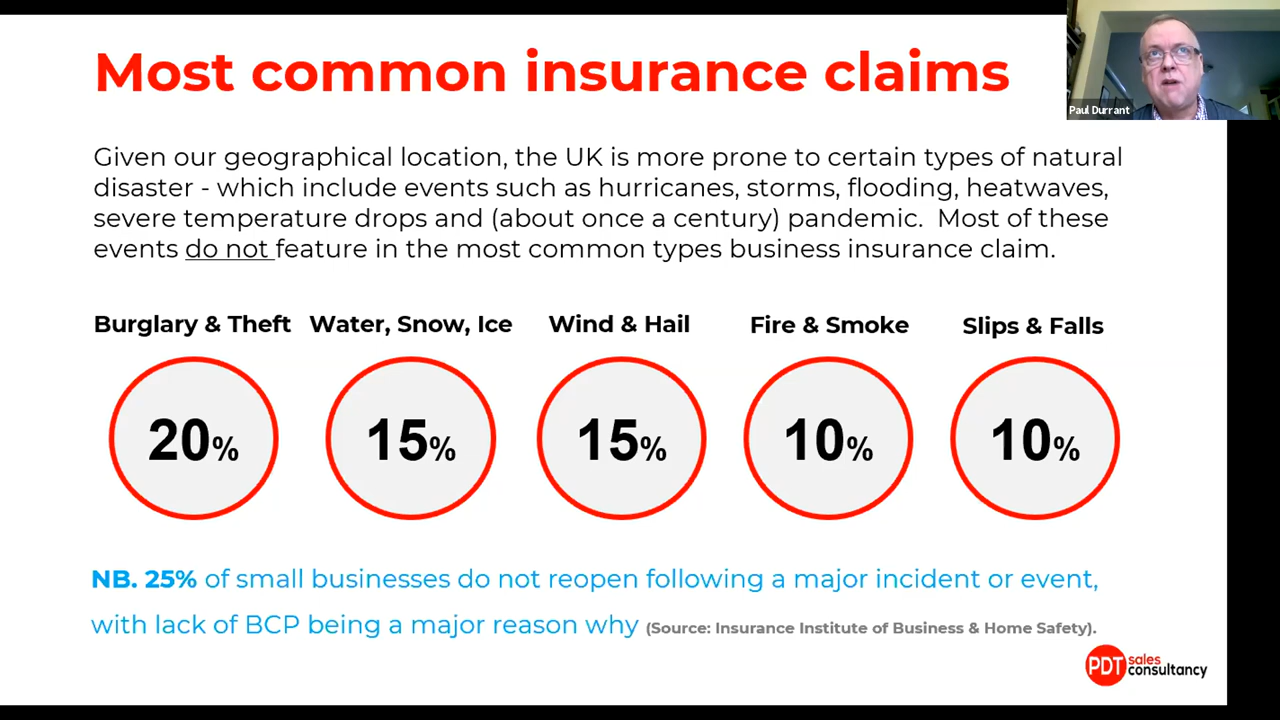 Most common insurance claims
Paul Durrant
Given our geographical location, the UK is more prone to certain types of natural
disaster - which include events such as hurricanes, storms, flooding, heatwaves,
severe temperature drops and (about once a century) pandemic.  Most of these
events do not feature in the most common types business insurance claim.
Burglary & Theft
Water, Snow, Ice
Wind & Hail
Fire & Smoke
Slips & Falls
20%
15%
15%
10%
10%
NB. 25% of small businesses do not reopen following a major incident or event,
with lack of BCP being a major reason why (Source: Insurance Institute of Business & Home Safety).
PDT sales
consultancy